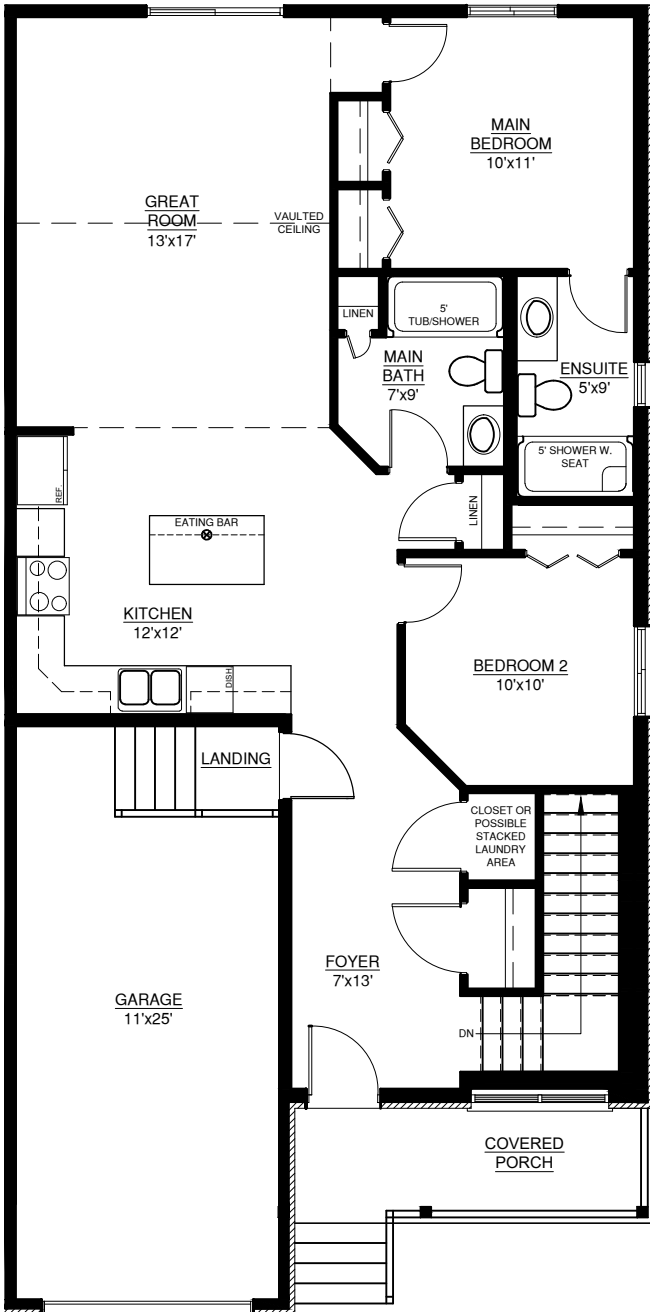 MAIN
BEDROOM
10'x11'
GREAT
ROOM
13'x17'
VAULTED
CEILING
LINEN
5'
TUB/SHOWER
MAIN
BATH
7'x9'
ENSUITE
5'x9'
5' SHOWER W.
SEAT
REF.
LINEN
EATING BAR
KITCHEN
12'x12'
DISH
BEDROOM 2
10'x10'
LANDING
CLOSET OR
POSSIBLE
STACKED
LAUNDRY
AREA
FOYER
7'x13'
GARAGE
11'x25'
DN
COVERED
PORCH